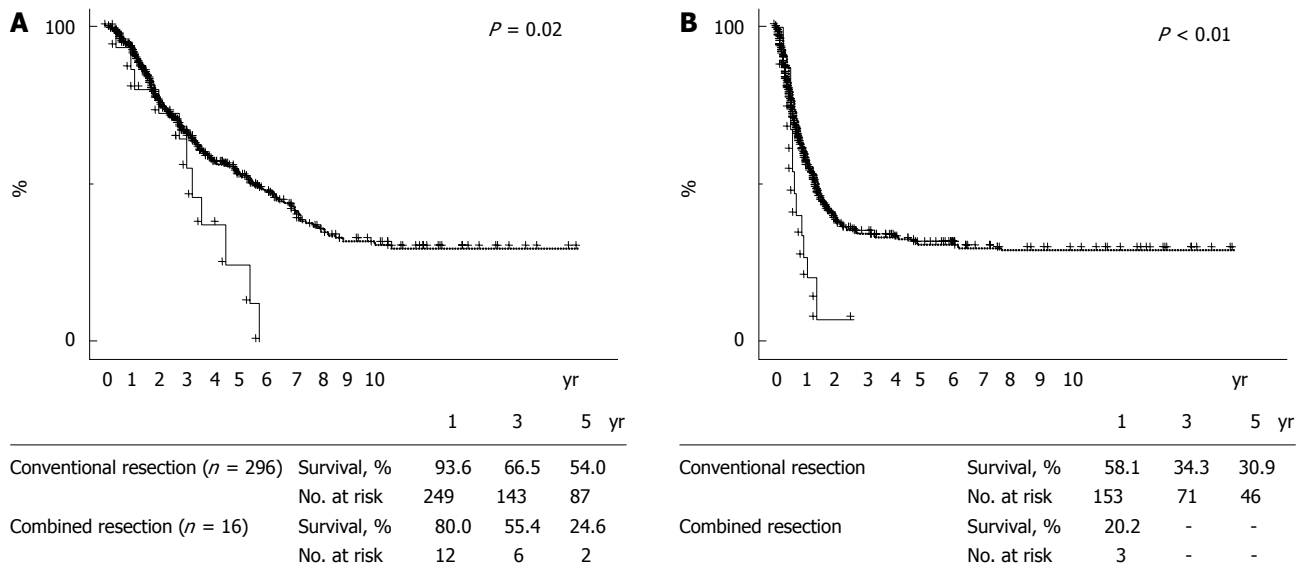 A
100
P = 0.02
%
0
0 1 2 3 4 5 6 7 8 9 10 yr
1 3 5 yr
Conventional resection (n = 296) Survival, % 93.6 66.5 54.0
No. at risk 249 143 87
Combined resection (n = 16) Survival, % 80.0 55.4 24.6
No. at risk 12 6 2
B
100
P < 0.01
%
0
0 1 2 3 4 5 6 7 8 9 10 yr
1 3 5 yr
Conventional resection Survival, % 58.1 34.3 30.9
No. at risk 153 71 46
Combined resection Survival, % 20.2 - -
No. at risk 3 - -